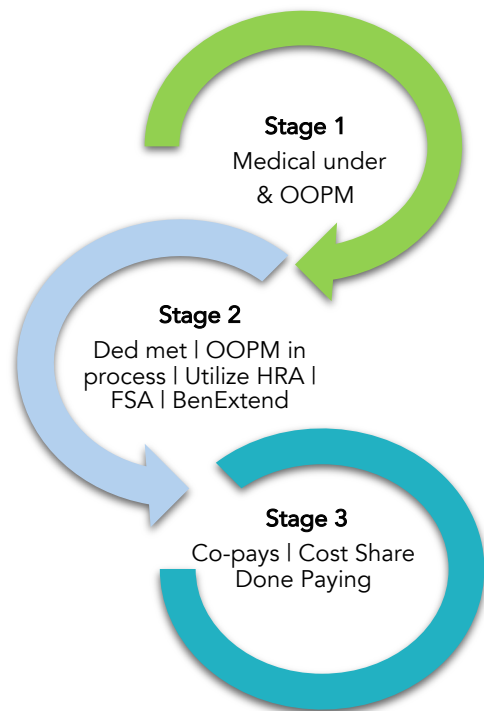 Stage 1
Medical under
& OOPM
Stage 2
Ded met | OOPM in
process | Utilize HRA |
FSA | BenExtend
Stage 3
Co-pays | Cost Share
Done Paying